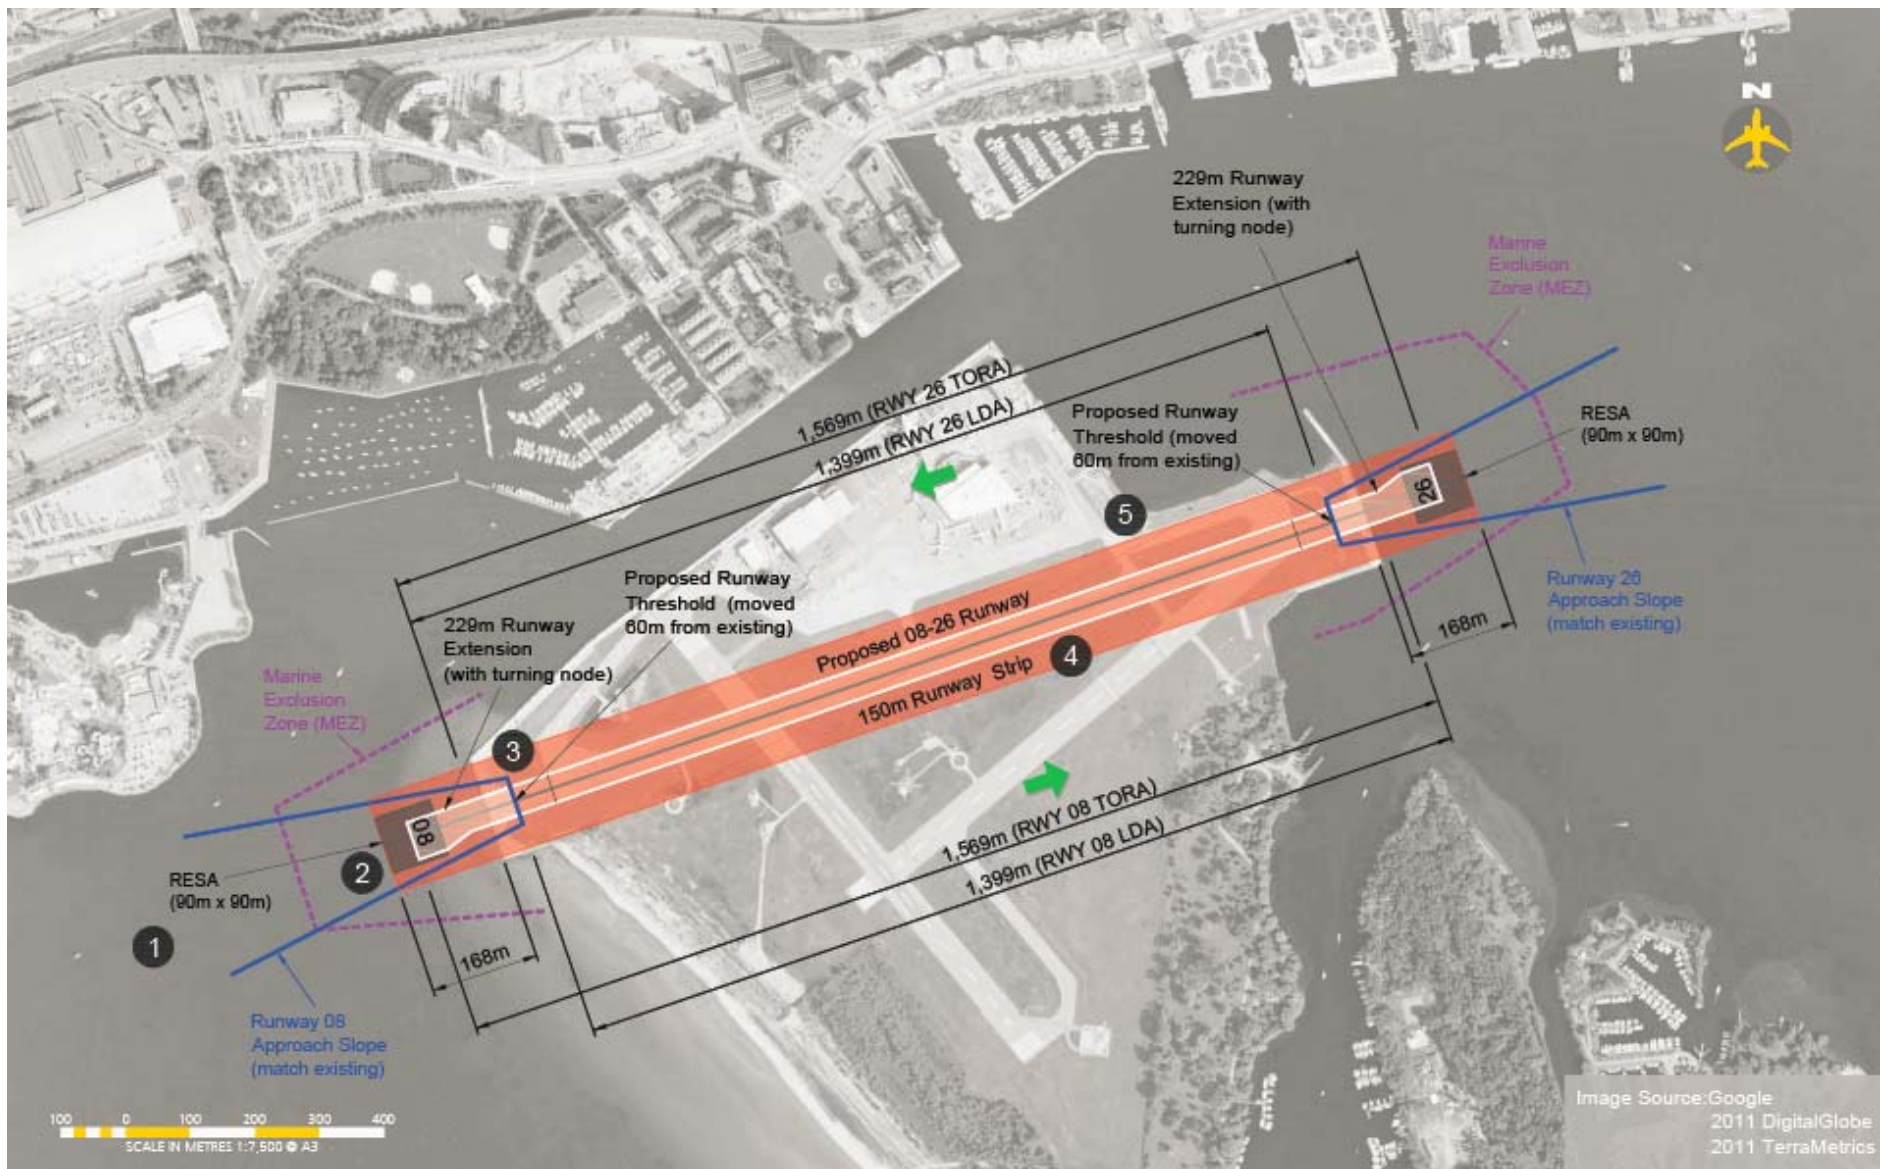 N
229m Runway
Extension (with
turning node)
Marine
Exclusion
Zone (MEZ)
1,569m (RWY 26 TORA)
1,399m (RWY 26 LDA)
Proposed Runway
Threshold (moved
60m from existing)
RESA
(90m x 90m)
26
5
Runway 26
Approach Slope
(match existing)
168m
Proposed Runway
Threshold (moved
60m from existing)
229m Runway
Extension
(with turning node)
Proposed 08-26 Runway
150m Runway Strip
4
Marine
Exclusion
Zone (MEZ)
3
08
2
RESA
(90m x 90m)
1
168m
1,569m (RWY 08 TORA)
1,399m (RWY 08 LDA)
Runway 08
Approach Slope
(match existing)
100 0 100 200 300 400
SCALE IN METRES 1:7,500 @ A3
Image Source:Google
2011 DigitalGlobe
2011 TerraMetrics